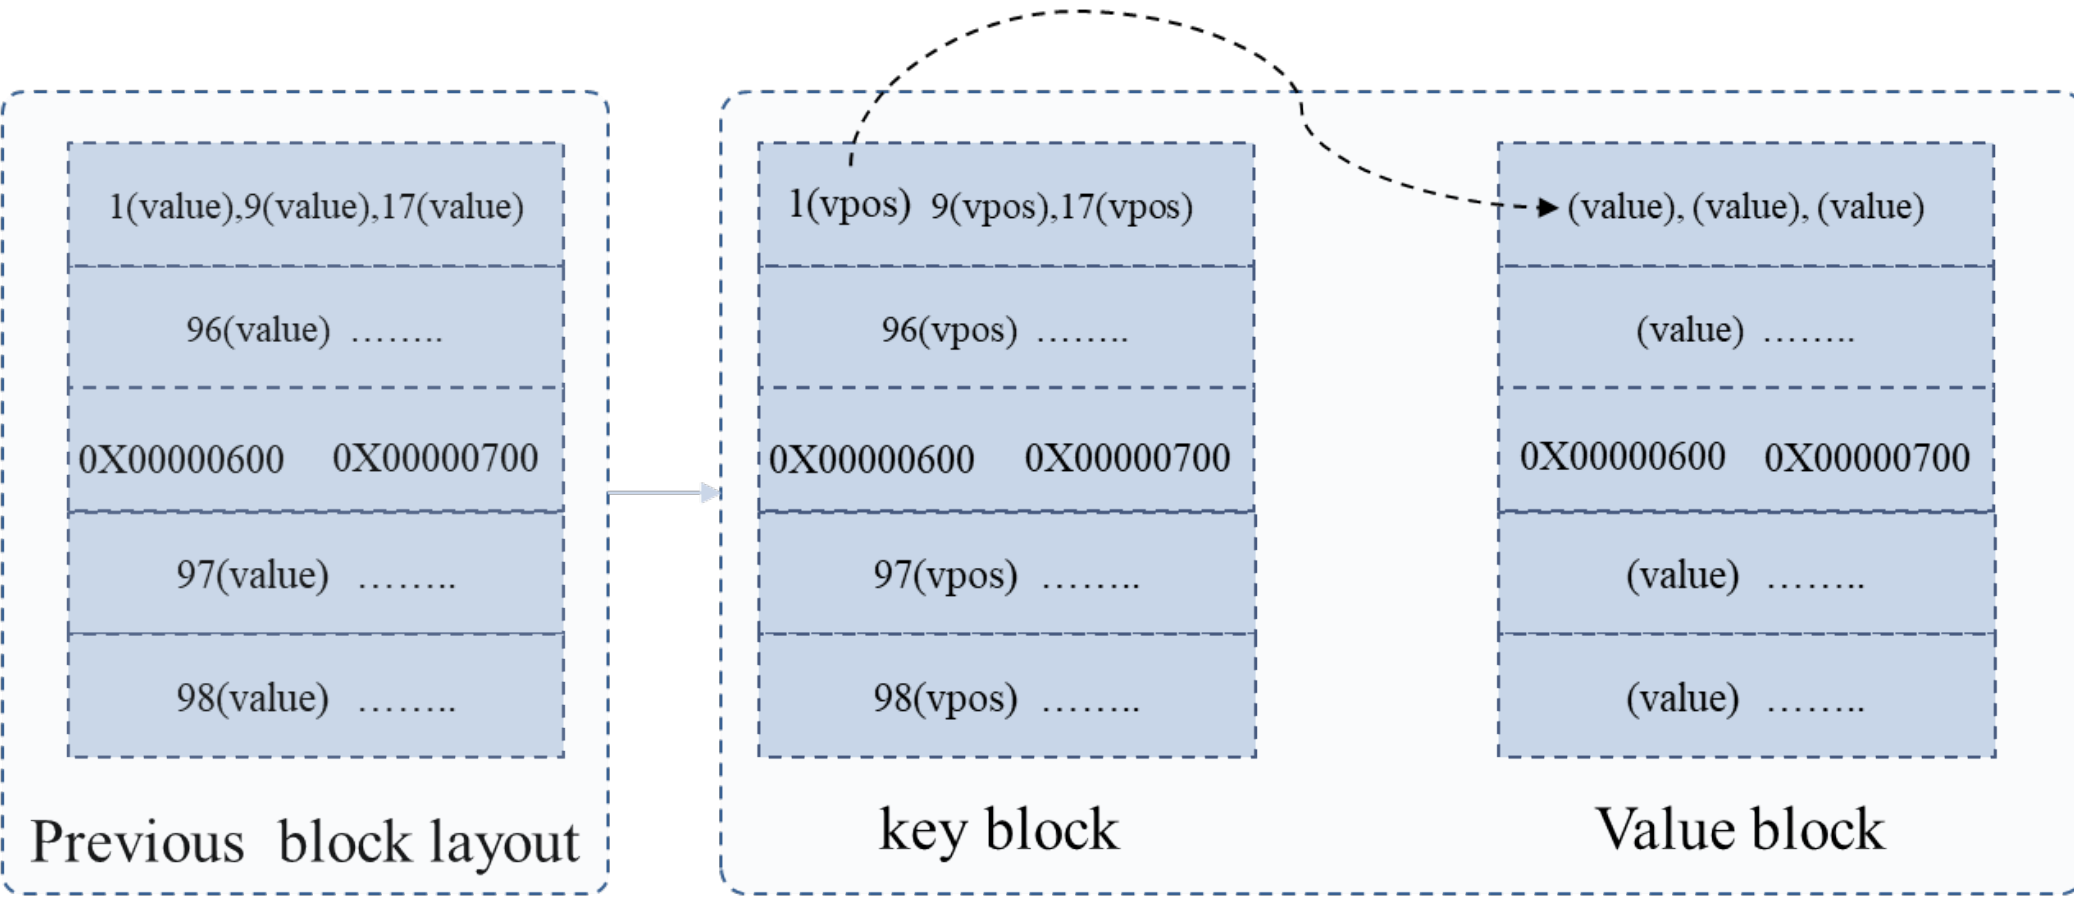 1(value),9(value),17(value)
96(value) ........
0X00000600 0X00000700
97(value) ........
98(value) ........
Previous block layout
1(vpos) 9(vpos),17(vpos)
96(vpos) ........
0X00000600 0X00000700
97(vpos) ........
98(vpos) ........
key block
(value), (value), (value)
(value) ........
0X00000600 0X00000700
(value) ........
(value) ........
Value block